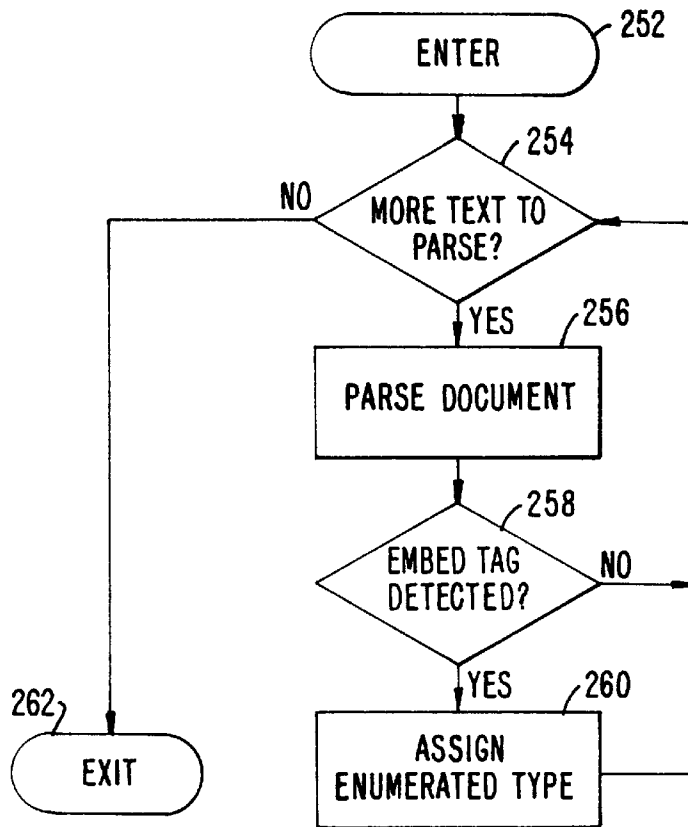 ENTER
252
254
MORE TEXT TO
PARSE?
NO
YES
256
PARSE DOCUMENT
258
EMBED TAG
DETECTED?
NO
YES
260
ASSIGN
ENUMERATED TYPE
262
EXIT